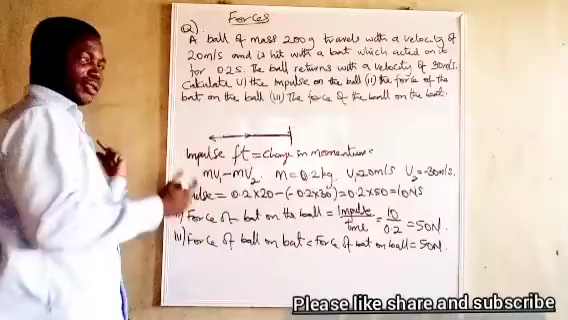 Forces
Q)
A ball of mass 200g travels with a velocity of
20m/s and is hit with a bat which acted on it
for 0.2s. The ball returns with a velocity of 30m/s.
Calculate (i) the impulse on the ball (ii) the force of the
bat on the ball (iii) The force of the ball on the bat.
Impulse ft = change in momentum =
mv₁ - mv₂ M = 0.2kg V₁=20m/s V₂ = -30m/s.
= 0.2×20 - (-0.2×30) = 0.2×50 = 10NS
Force of bat on the ball = Impulse/time = 10/0.2 = 50N.
iii) Force of ball on bat = Force of bat on ball = 50N.
Please like share and subscribe